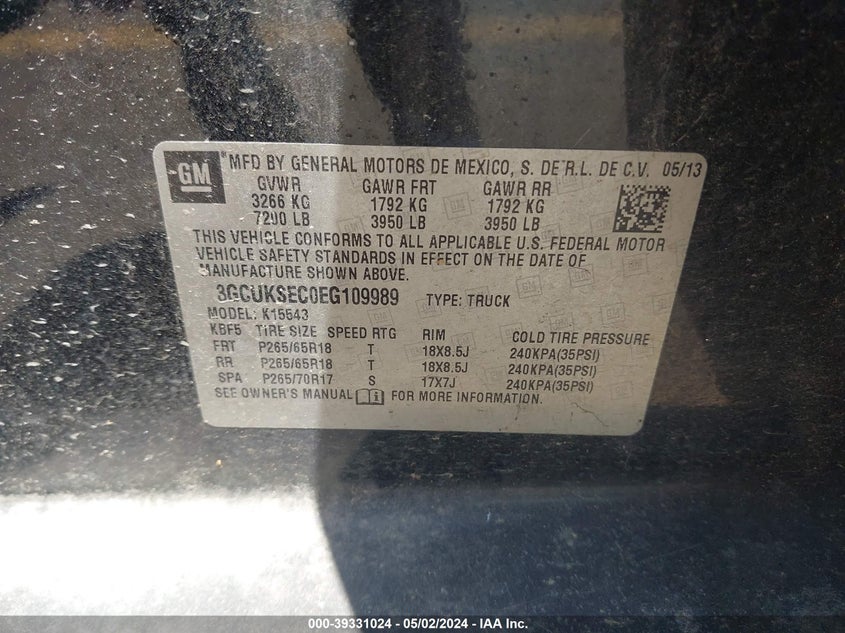 GM
*MFD BY GENERAL MOTORS DE MEXICO, S. DE R.L. DE C.V. 05/13
GVWR GAWR FRT GAWR RR
3266 KG 1792 KG 1792 KG
7200 LB 3950 LB 3950 LB
THIS VEHICLE CONFORMS TO ALL APPLICABLE U.S. FEDERAL MOTOR
VEHICLE SAFETY STANDARDS IN EFFECT ON THE DATE OF
MANUFACTURE SHOWN ABOVE.
3GCUKSEC0EG109989 TYPE: TRUCK
MODEL: K15543
KBF5 TIRE SIZE SPEED RTG RIM COLD TIRE PRESSURE
FRT P265/65R18 T 18X8.5J 240KPA(35PSI)
RR P265/65R18 T 18X8.5J 240KPA(35PSI)
SPA P265/70R17 S 17X7J 240KPA(35PSI)
SEE OWNER'S MANUAL FOR MORE INFORMATION.
000-39331024 - 05/02/2024 - IAA Inc.